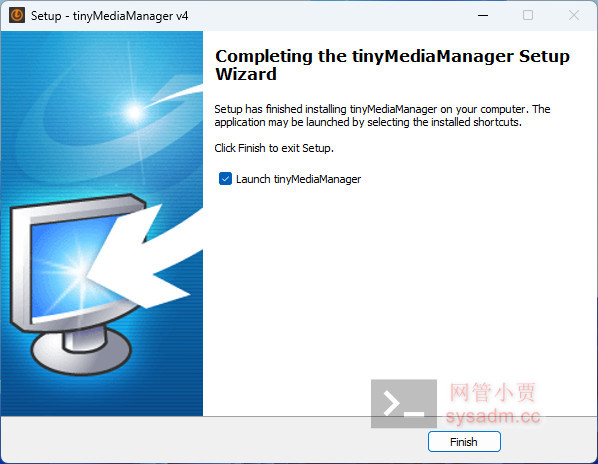 Setup - tinyMediaManager v4
Completing the tinyMediaManager Setup
Wizard
Setup has finished installing tinyMediaManager on your computer. The
application may be launched by selecting the installed shortcuts.
Click Finish to exit Setup.
Launch tinyMediaManager
网管小贾
sysadm.cc
Finish